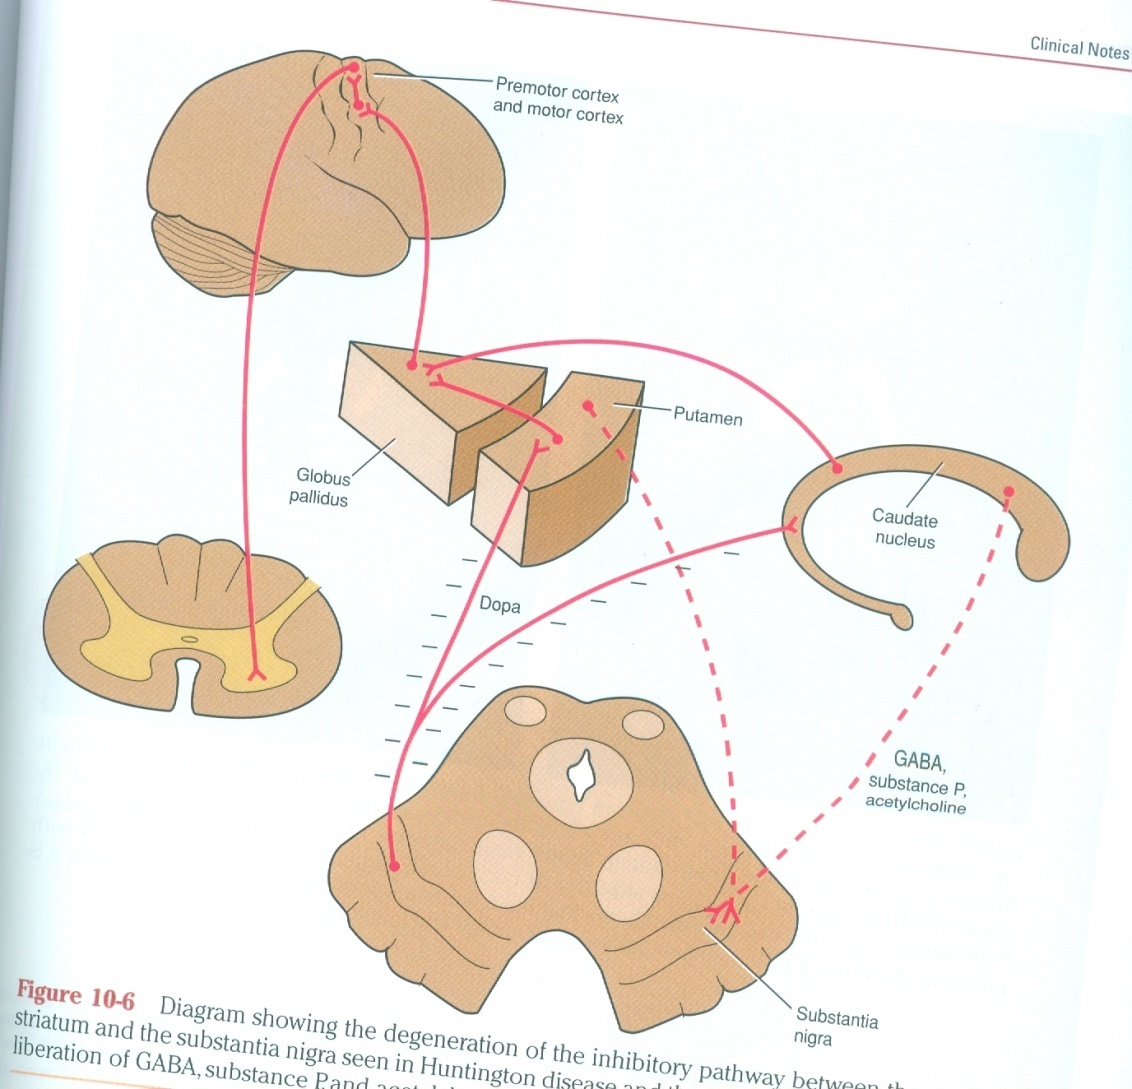 Clinical Notes
Premotor cortex
and motor cortex
Putamen
Globus
pallidus
Caudate
nucleus
Dopa
GABA,
substance P,
acetylcholine
Substantia
nigra
Figure 10-6 Diagram showing the degeneration of the inhibitory pathway between
striatum and the substantia nigra seen in Huntington disease and
liberation of GABA, substance P, and